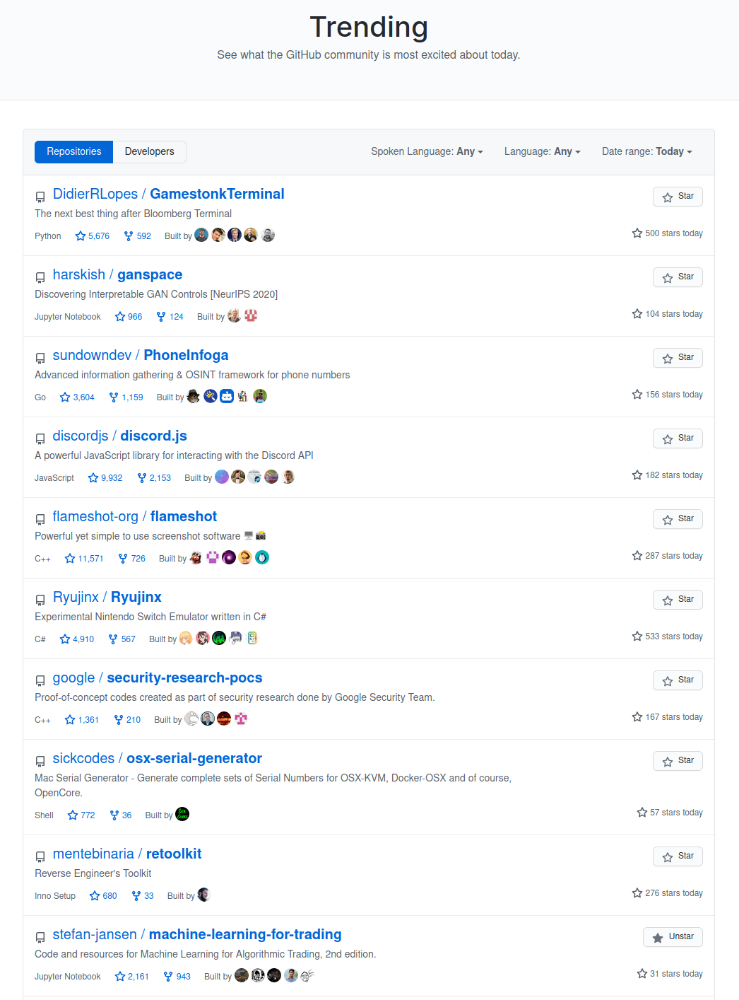 Trending
See what the GitHub community is most excited about today.
Repositories Developers Spoken Language: Any Language: Any Date range: Today
DidierRLopes / GamestonkTerminal Star
The next best thing after Bloomberg Terminal
Python 5,676 592 Built by 500 stars today
harskish / ganspace Star
Discovering Interpretable GAN Controls [NeurIPS 2020]
Jupyter Notebook 966 124 Built by 104 stars today
sundowndev / PhoneInfoga Star
Advanced information gathering & OSINT framework for phone numbers
Go 3,604 1,159 Built by 156 stars today
discordjs / discord.js Star
A powerful JavaScript library for interacting with the Discord API
JavaScript 9,932 2,153 Built by 182 stars today
flameshot-org / flameshot Star
Powerful yet simple to use screenshot software 🖥️📸
C++ 11,571 726 Built by 287 stars today
Ryujinx / Ryujinx Star
Experimental Nintendo Switch Emulator written in C#
C# 4,910 567 Built by 533 stars today
google / security-research-pocs Star
Proof-of-concept codes created as part of security research done by Google Security Team.
C++ 1,361 210 Built by 167 stars today
sickcodes / osx-serial-generator Star
Mac Serial Generator - Generate complete sets of Serial Numbers for OSX-KVM, Docker-OSX and of course,
OpenCore.
Shell 772 36 Built by 57 stars today
mentebinaria / retoolkit Star
Reverse Engineer's Toolkit
Inno Setup 680 33 Built by 276 stars today
stefan-jansen / machine-learning-for-trading Unstar
Code and resources for Machine Learning for Algorithmic Trading, 2nd edition.
Jupyter Notebook 2,161 943 Built by 31 stars today